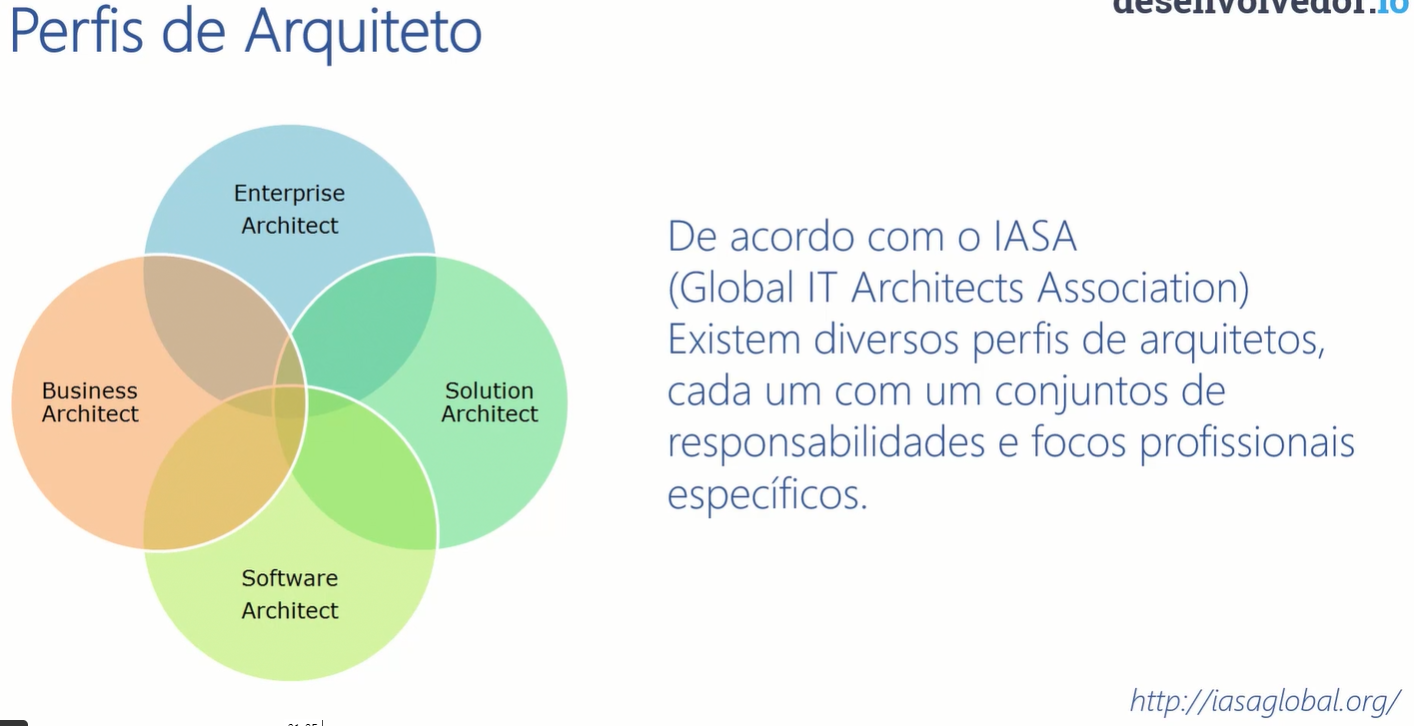 Perfis de Arquiteto
desenvolvedor.io
Enterprise
Architect
Business
Architect
Solution
Architect
Software
Architect
De acordo com o IASA
(Global IT Architects Association)
Existem diversos perfis de arquitetos,
cada um com um conjuntos de
responsabilidades e focos profissionais
específicos.
http://iasaglobal.org/